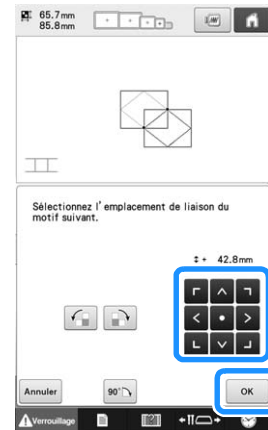 65.7mm
85.8mm
Sélectionnez l'emplacement de liaison du
motif suivant.
+ 42.8mm
Annuler
90°
OK
Verrouillage